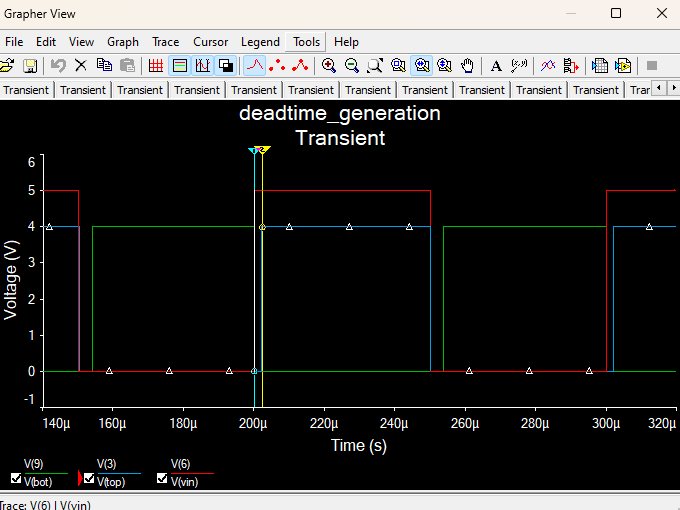 Grapher View
File Edit View Graph Trace Cursor Legend Tools Help
A (x,y)
Transient Transient Transient Transient Transient Transient Transient Transient Transient Transient Transient Trar
deadtime_generation
Transient
6
5
4
3
2
1
0
-1
Voltage (V)
140µ 160µ 180µ 200µ 220µ 240µ 260µ 280µ 300µ 320µ
Time (s)
V(9) V(3) V(6)
V(bot) V(top) V(vin)
Trace: V(6) | V(vin)